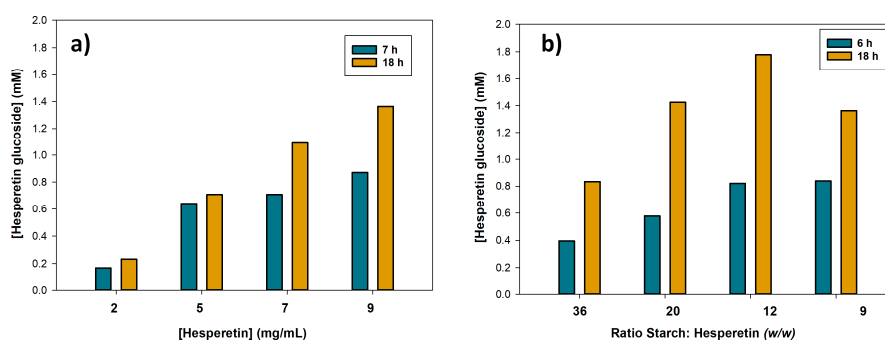 a)
7 h
18 h
[Hesperetin glucoside] (mM)
2.0
1.8
1.6
1.4
1.2
1.0
0.8
0.6
0.4
0.2
0.0
2 5 7 9
[Hesperetin] (mg/mL)
b)
6 h
18 h
[Hesperetin glucoside] (mM)
2.0
1.8
1.6
1.4
1.2
1.0
0.8
0.6
0.4
0.2
0.0
36 20 12 9
Ratio Starch: Hesperetin (w/w)